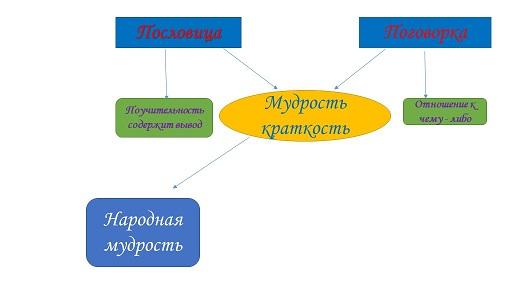 Пословица
Поговорка
Поучительность
содержит вывод
Мудрость
краткость
Отношение к
чему - либо
Народная
мудрость